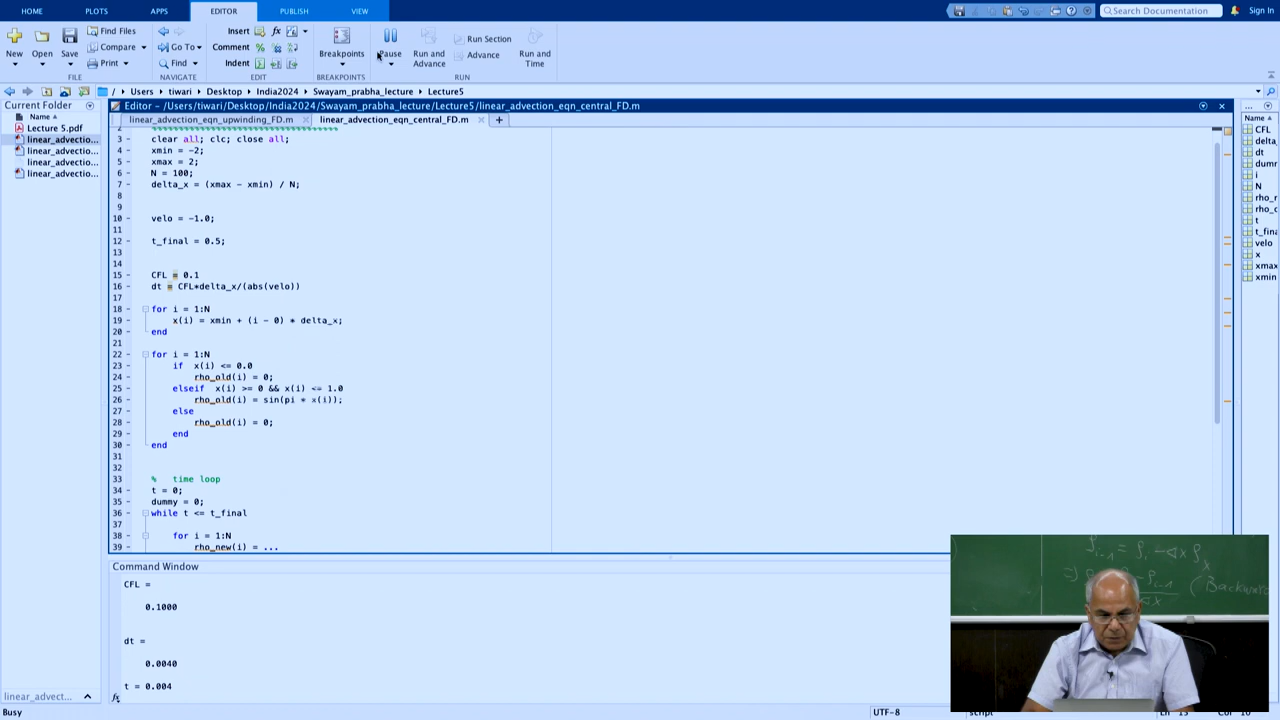 HOME PLOTS APPS EDITOR PUBLISH VIEW Search Documentation Sign In
New Open Save Find Files Compare Print Go To Find Insert Comment Indent fx Breakpoints Pause Run and Advance Run Section Advance Run and Time
FILE NAVIGATE EDIT BREAKPOINTS RUN
/ Users tiwari Desktop India2024 Swayam_prabha_lecture Lecture5
Current Folder
Name
Lecture 5.pdf
linear_advectio...
linear_advectio...
linear_advectio...
linear_advectio...
Editor - /Users/tiwari/Desktop/India2024/Swayam_prabha_lecture/Lecture5/linear_advection_eqn_central_FD.m
linear_advection_eqn_upwinding_FD.m linear_advection_eqn_central_FD.m
2 %%%%%%%%%%%%%%%%%%%%%%%%%%%%%%%%%%%
3 clear all; clc; close all;
4 xmin = -2;
5 xmax = 2;
6 N = 100;
7 delta_x = (xmax - xmin) / N;
8
9
10 velo = -1.0;
11
12 t_final = 0.5;
13
14
15 CFL = 0.1
16 dt = CFL*delta_x/(abs(velo))
17
18 for i = 1:N
19 x(i) = xmin + (i - 0) * delta_x;
20 end
21
22 for i = 1:N
23 if x(i) <= 0.0
24 rho_old(i) = 0;
25 elseif x(i) >= 0 && x(i) <= 1.0
26 rho_old(i) = sin(pi * x(i));
27 else
28 rho_old(i) = 0;
29 end
30 end
31
32
33 % time loop
34 t = 0;
35 dummy = 0;
36 while t <= t_final
37
38 for i = 1:N
39 rho_new(i) = ...
... 
Name
CFL
delta_
dt
dumm
i
N
rho_n
rho_o
t
t_fina
velo
x
xmax
xmin
Command Window
CFL =
0.1000
dt =
0.0040
t = 0.004
fx
linear_advect...
Busy UTF-8 script